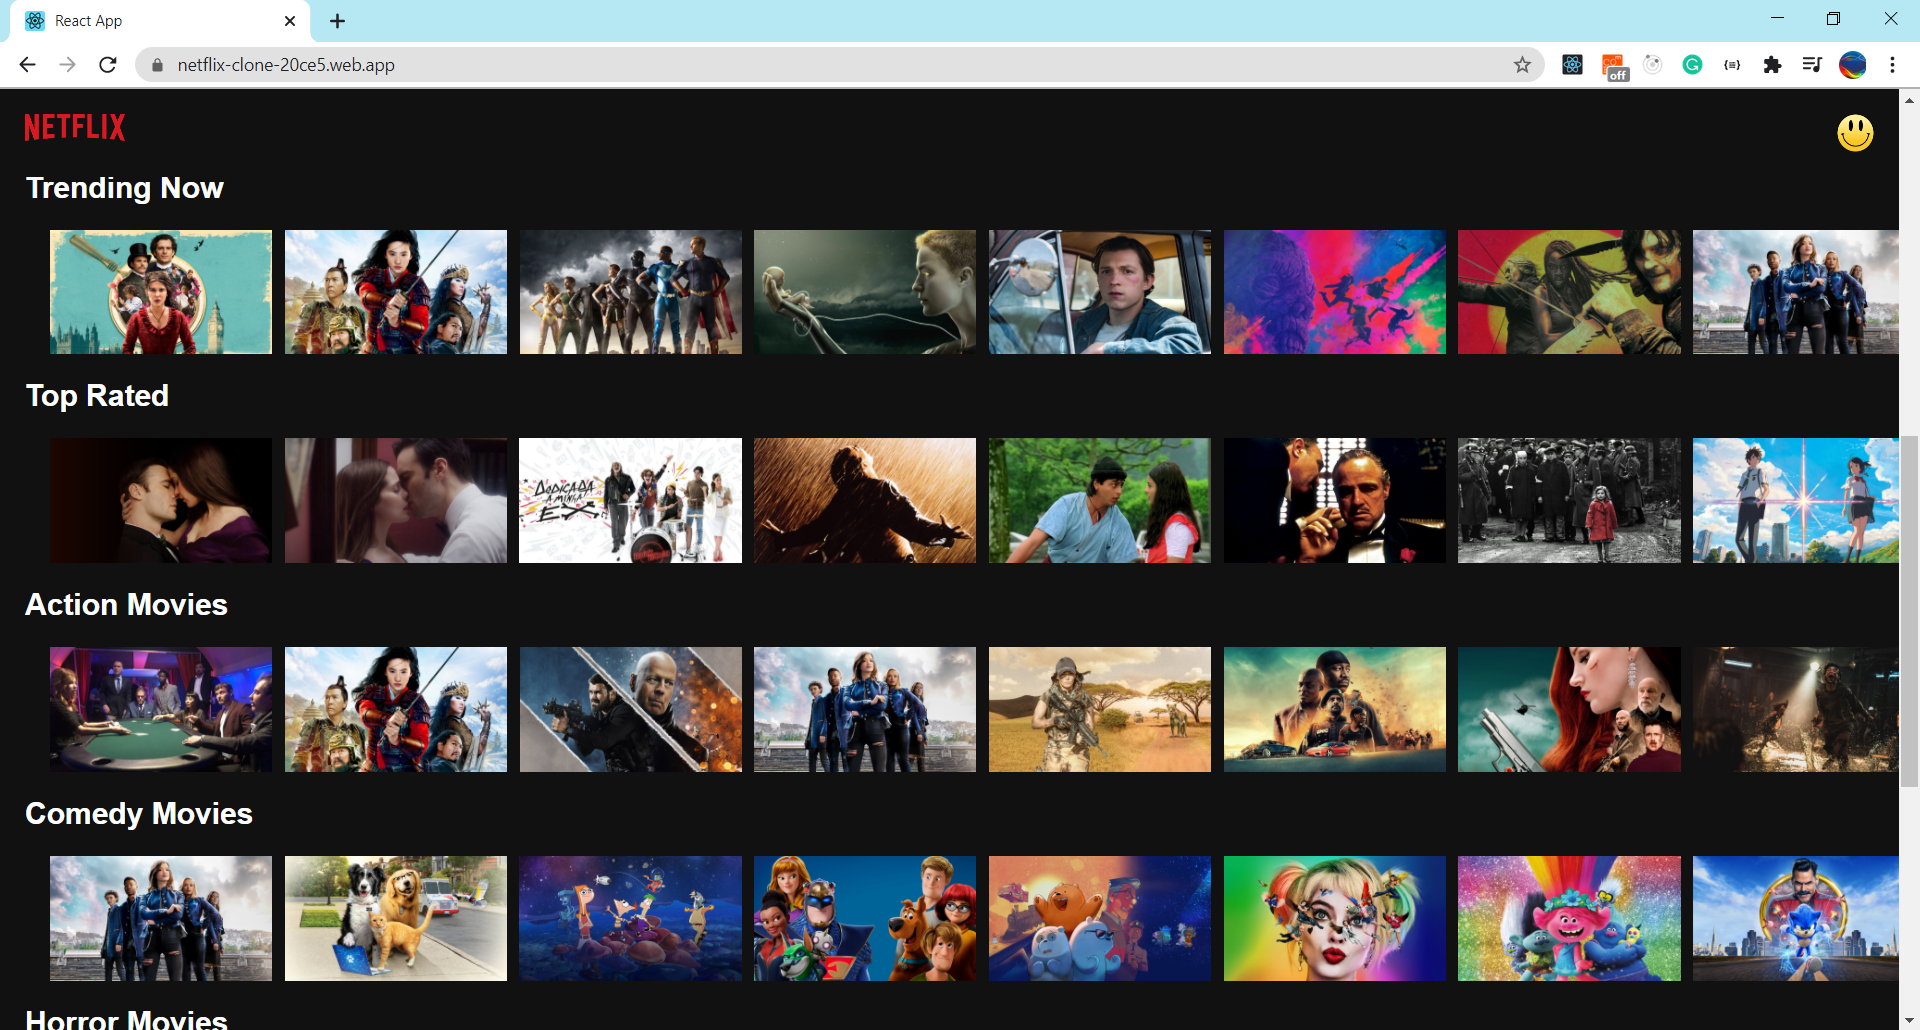 React App
netflix-clone-20ce5.web.app
off
NETFLIX
Trending Now
Top Rated
DEDICADA
A MINHA
EX
Action Movies
Comedy Movies
Horror Movies